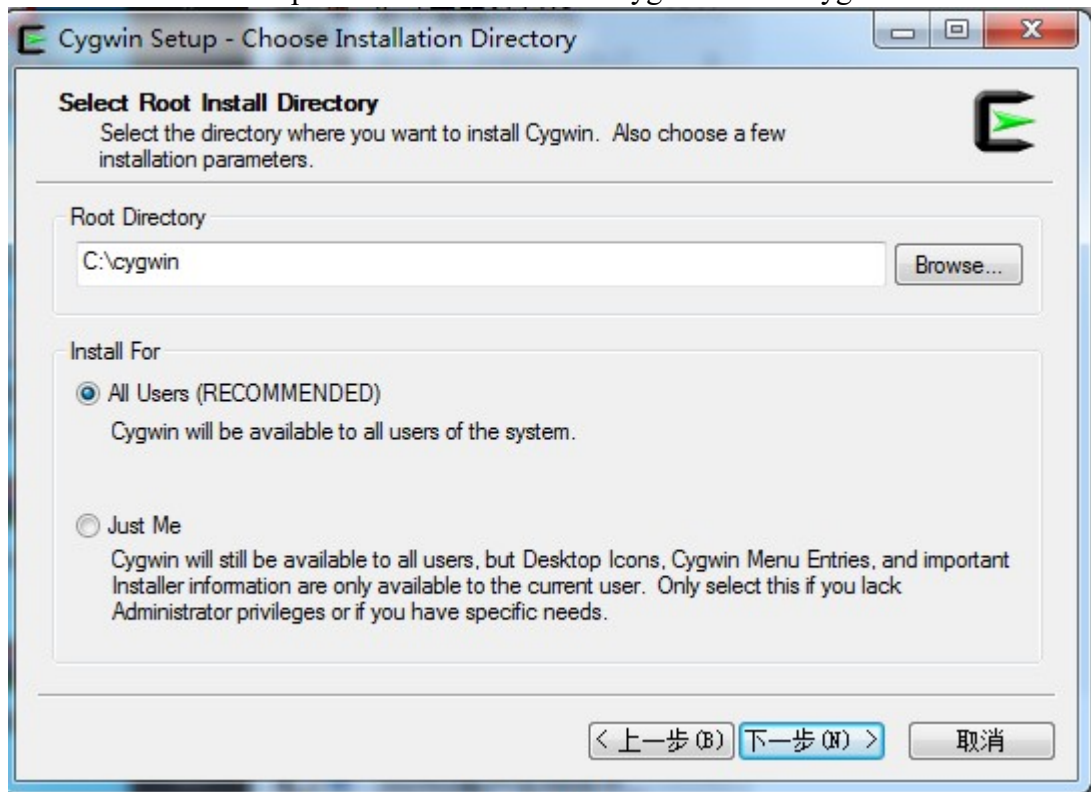 Cygwin Setup - Choose Installation Directory
Select Root Install Directory
Select the directory where you want to install Cygwin. Also choose a few
installation parameters.
Root Directory
C:\cygwin
Browse...
Install For
All Users (RECOMMENDED)
Cygwin will be available to all users of the system.
Just Me
Cygwin will still be available to all users, but Desktop Icons, Cygwin Menu Entries, and important
Installer information are only available to the current user. Only select this if you lack
Administrator privileges or if you have specific needs.
< 上一步(B) 下一步(N) > 取消